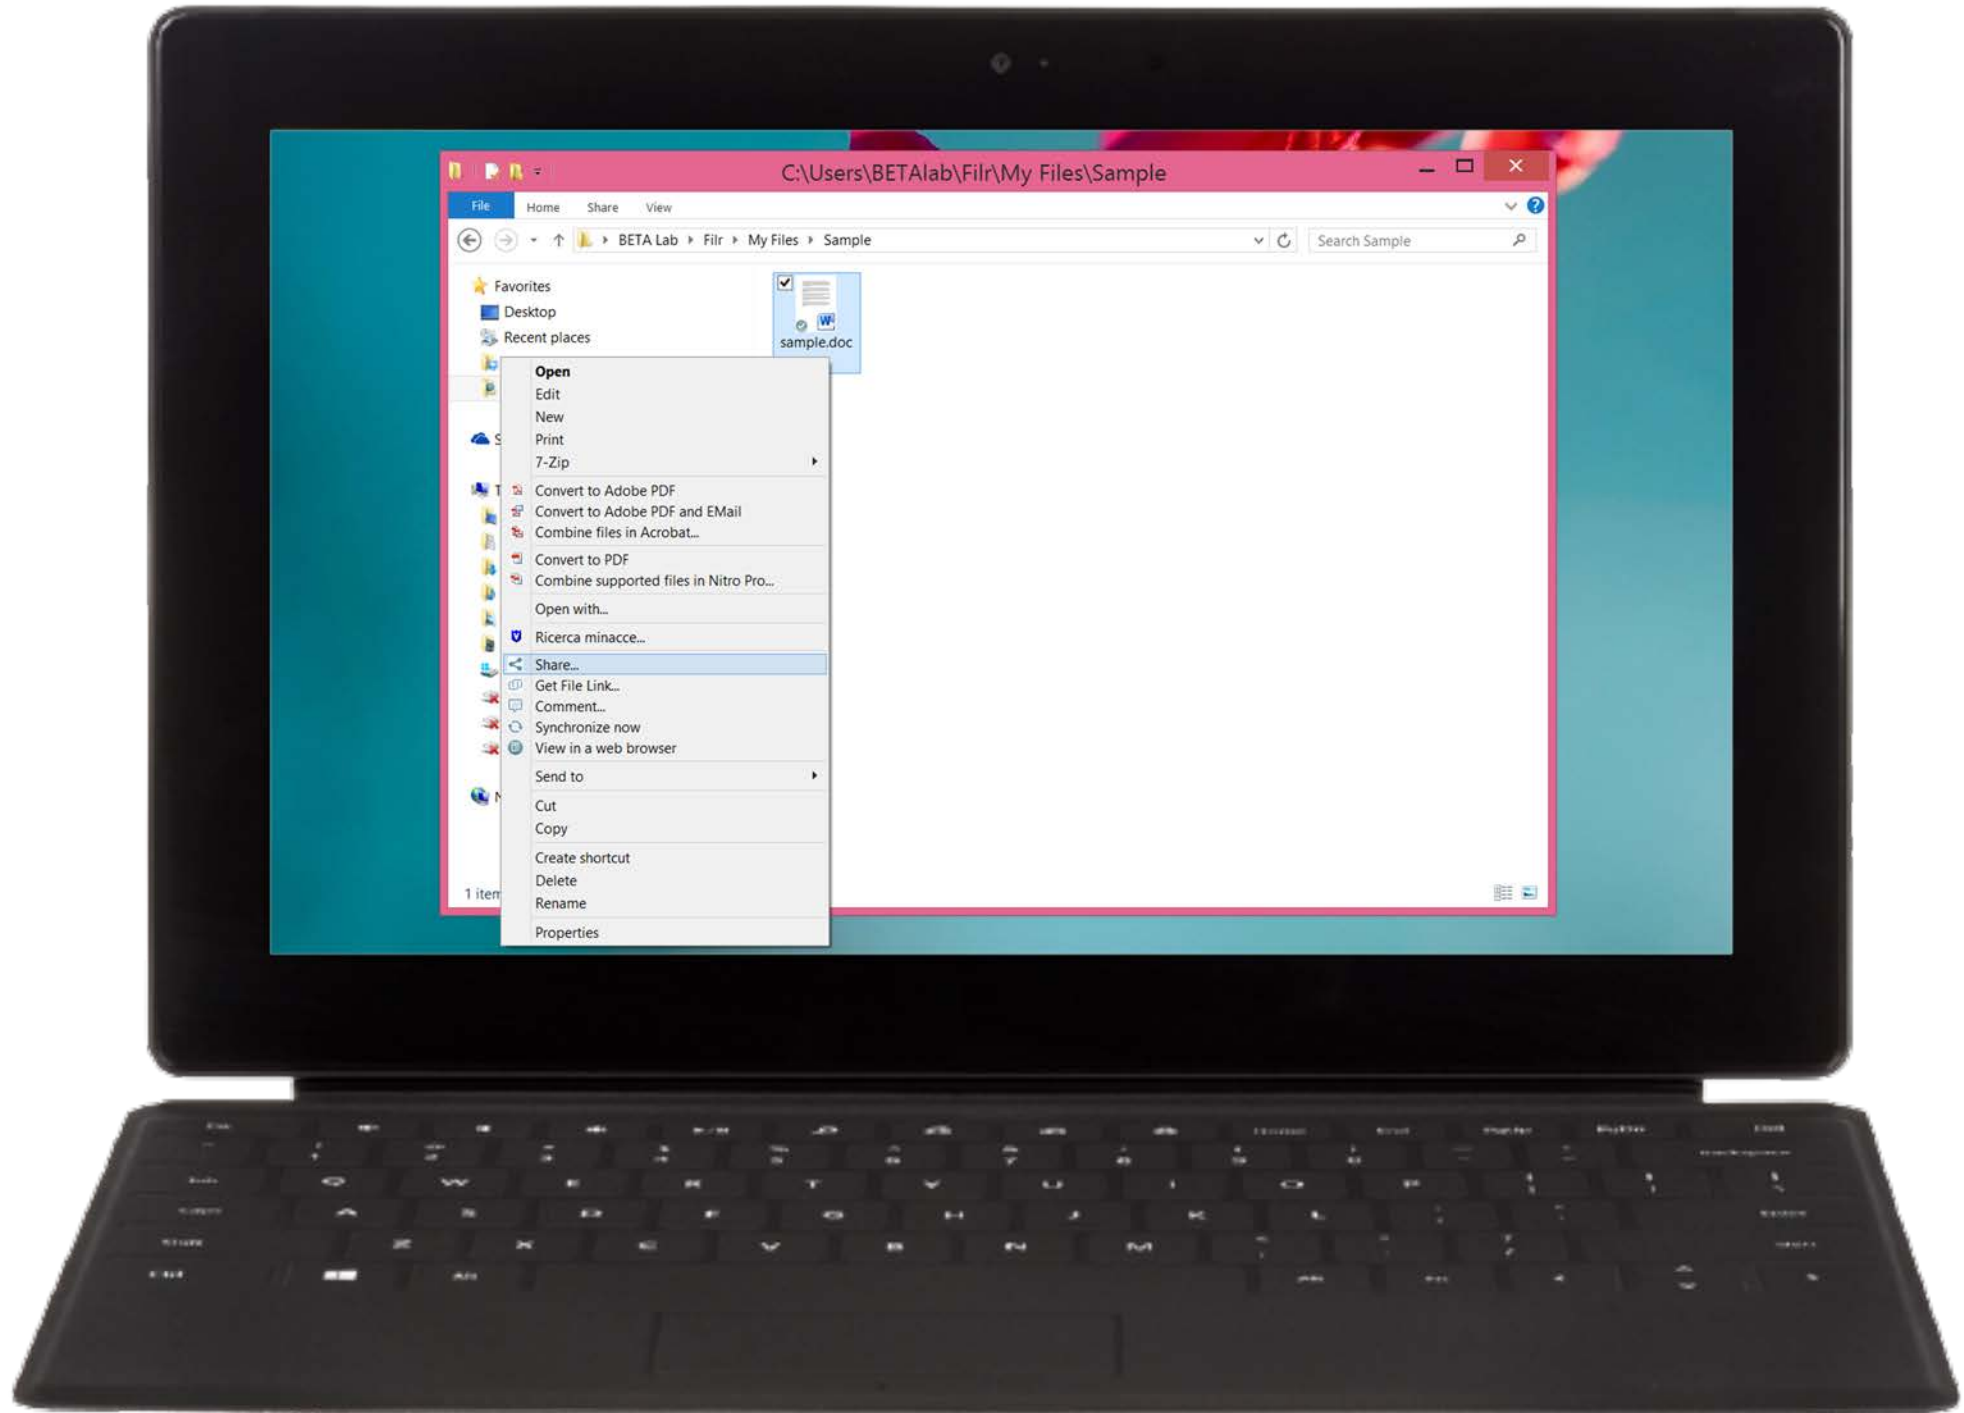 C:\Users\BETAlab\Filr\My Files\Sample
File Home Share View
BETA Lab Filr My Files Sample
Search Sample
Favorites
Desktop
Recent places
sample.doc
Open
Edit
New
Print
7-Zip
Convert to Adobe PDF
Convert to Adobe PDF and EMail
Combine files in Acrobat...
Convert to PDF
Combine supported files in Nitro Pro...
Open with...
Ricerca minacce...
Share...
Get File Link...
Comment...
Synchronize now
View in a web browser
Send to
Cut
Copy
Create shortcut
Delete
Rename
Properties
1 item
Q W E R T Y U I O P
A S D F G H J K L
Z X C V B N M